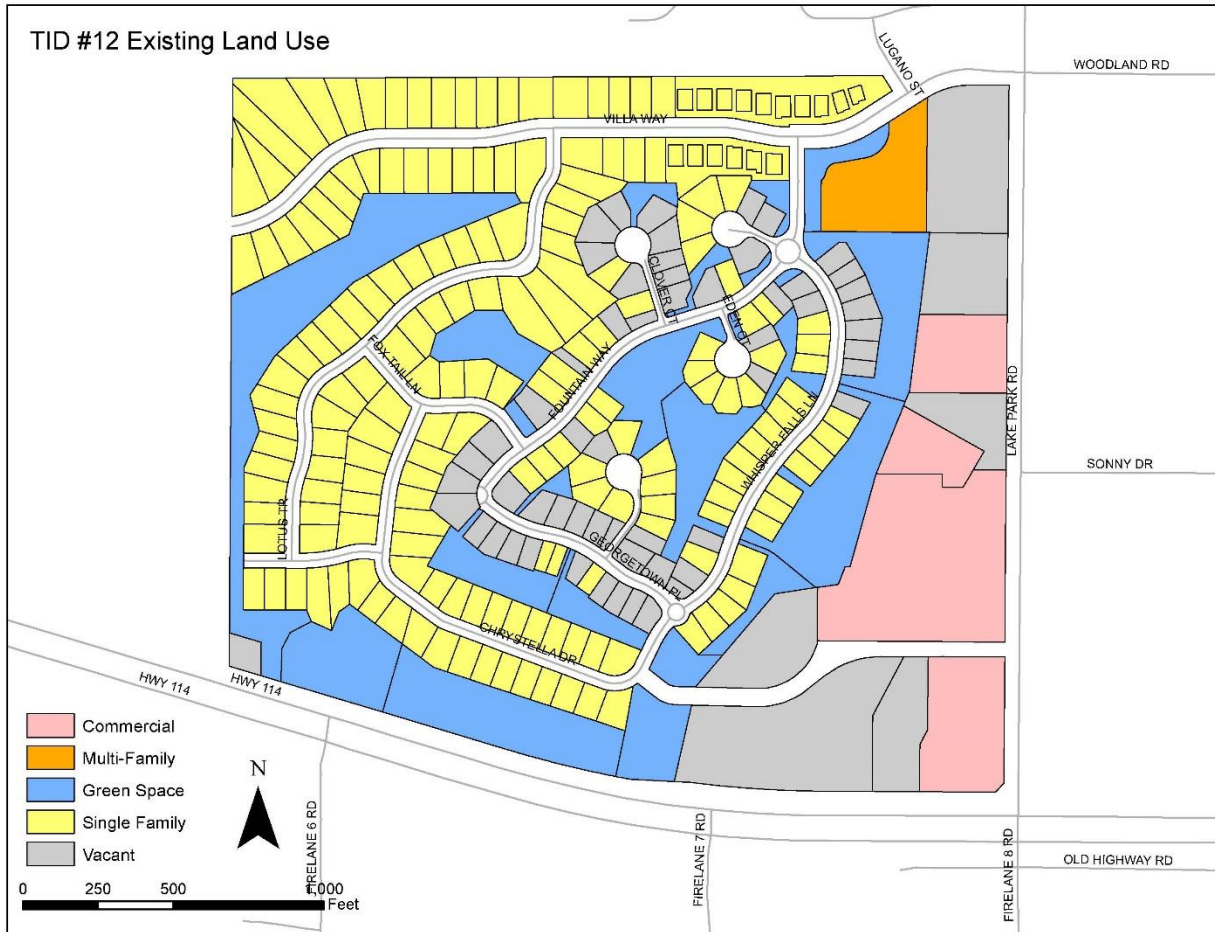 TID #12 Existing Land Use
LUGANO ST
WOODLAND RD
VILLA WAY
CLOVER CT
EDEN CT
FOX TAIL LN
FOUNTAIN WAY
LAKE PARK RD
WHISPER FALLS LN
SONNY DR
LOTUS TR
GEORGETOWN PL
CHRYSTELLA DR
HWY 114
HWY 114
Commercial
Multi-Family
Green Space
Single Family
Vacant
N
FIRELANE 6 RD
FIRELANE 7 RD
FIRELANE 8 RD
OLD HIGHWAY RD
0 250 500 1,000
Feet